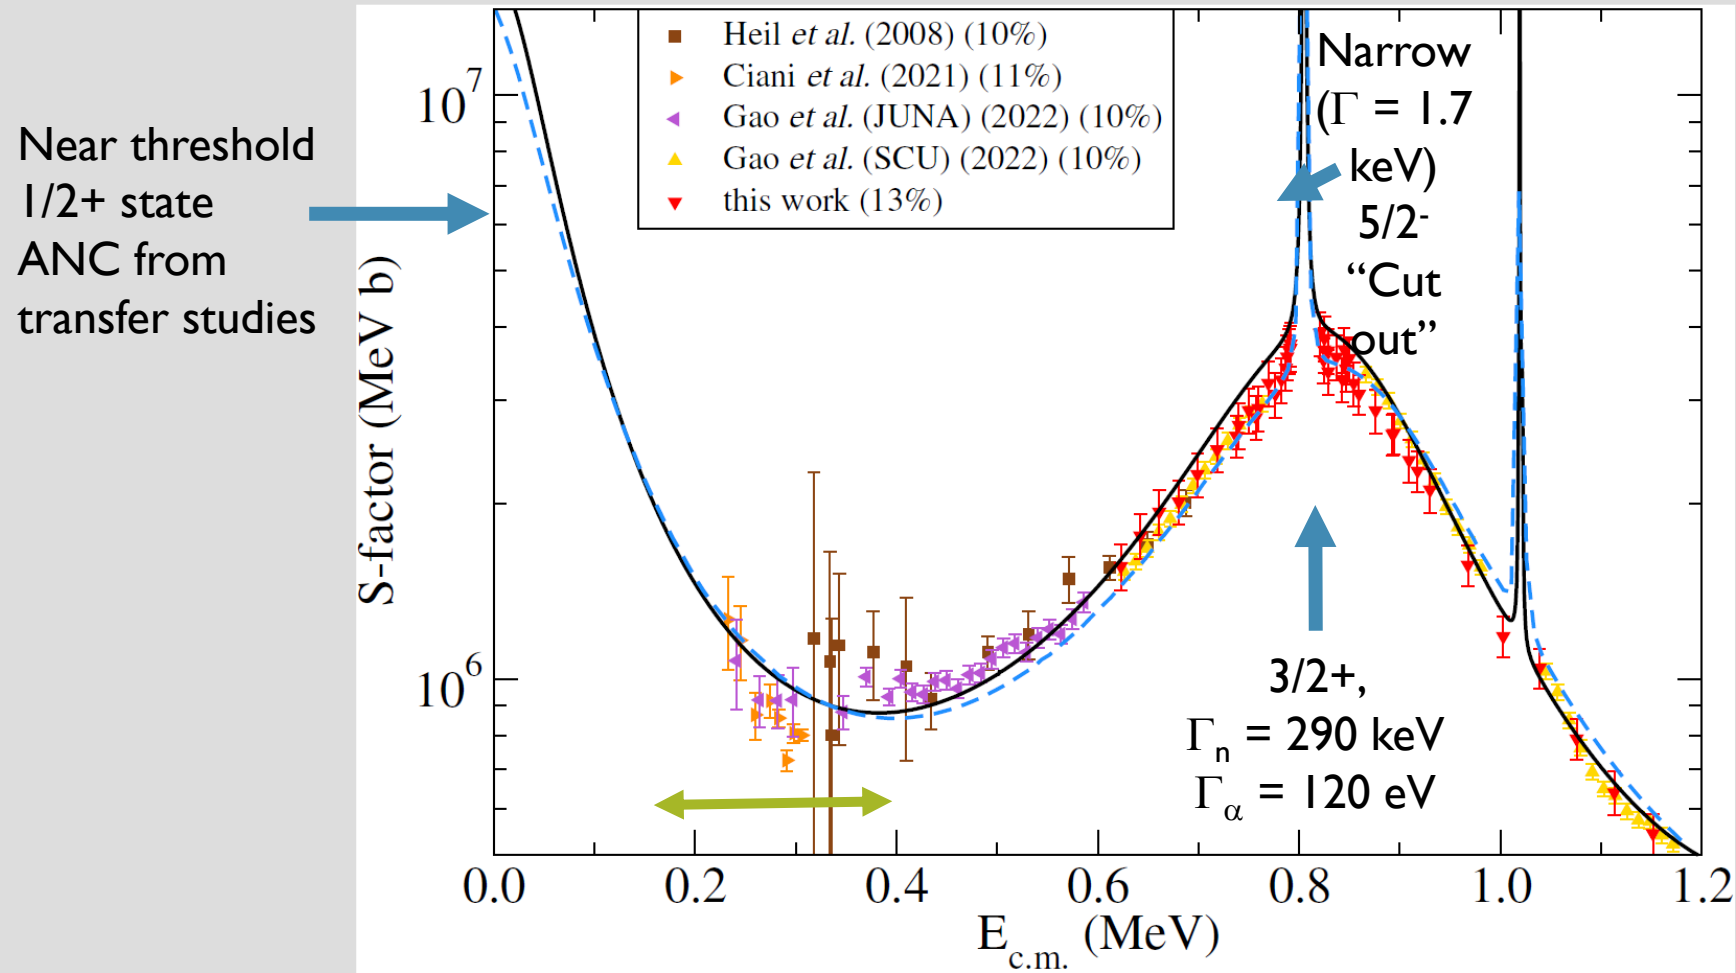 Near threshold
1/2+ state
ANC from
transfer studies
S-factor (MeV b)
10^7
10^6
Heil et al. (2008) (10%)
Ciani et al. (2021) (11%)
Gao et al. (JUNA) (2022) (10%)
Gao et al. (SCU) (2022) (10%)
this work (13%)
Narrow
(Γ = 1.7
keV)
5/2-
“Cut
out”
3/2+,
Γn = 290 keV
Γα = 120 eV
0.0 0.2 0.4 0.6 0.8 1.0 1.2
Ec.m. (MeV)